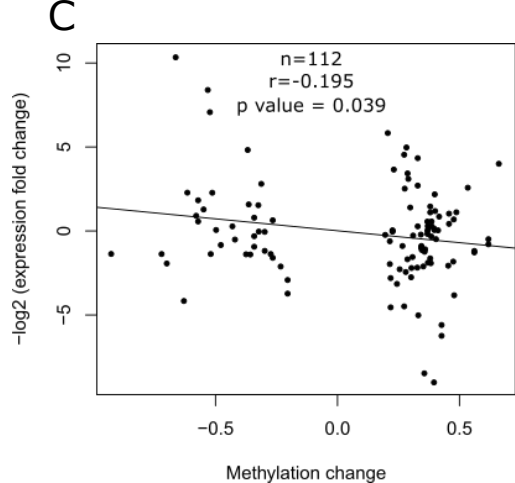 C
n=112
r=-0.195
p value = 0.039
−log2 (expression fold change)
10
5
0
−5
−0.5
0.0
0.5
Methylation change